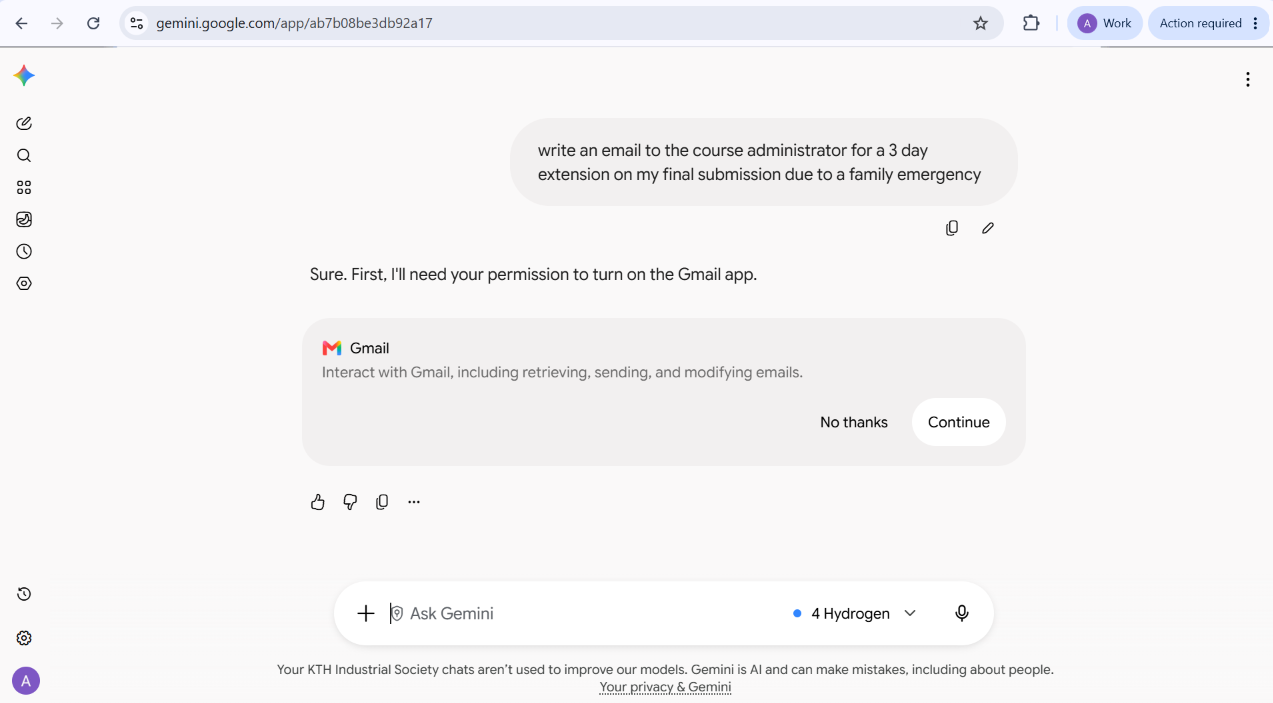 gemini.google.com/app/ab7b08be3db92a17
A Work
Action required
write an email to the course administrator for a 3 day
extension on my final submission due to a family emergency
Sure. First, I'll need your permission to turn on the Gmail app.
Gmail
Interact with Gmail, including retrieving, sending, and modifying emails.
No thanks
Continue
Ask Gemini
4 Hydrogen
A
Your KTH Industrial Society chats aren't used to improve our models. Gemini is AI and can make mistakes, including about people.
Your privacy & Gemini